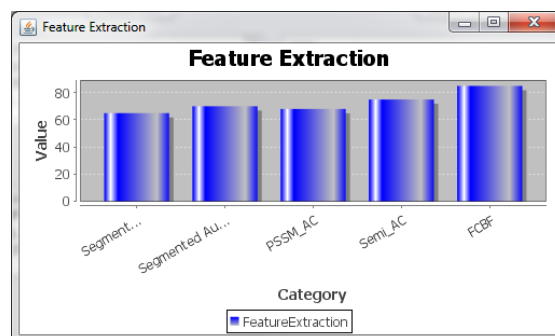 Feature Extraction
Feature Extraction
Value
80
60
40
20
0
Segment...
Segmented Au...
PSSM_AC
Semi_AC
FCBF
Category
FeatureExtraction